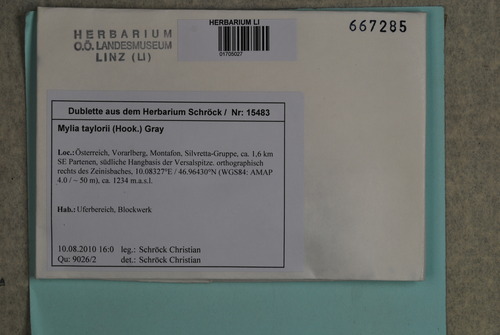 HERBARIUM
O.Ö. LANDESMUSEUM
LINZ (LI)
HERBARIUM LI
01705027
667285
Dublette aus dem Herbarium Schröck / Nr: 15483
Mylia taylorii (Hook.) Gray
Loc.:Österreich, Vorarlberg, Montafon, Silvretta-Gruppe, ca. 1,6 km
SE Partenen, südliche Hangbasis der Versalspitze. orthographisch
rechts des Zeinisbaches, 10.08327°E / 46.96430°N (WGS84: AMAP
4.0 / ~ 50 m), ca. 1234 m.a.s.l.
Hab.: Uferbereich, Blockwerk
10.08.2010 16:0 leg.: Schröck Christian
Qu: 9026/2 det.: Schröck Christian